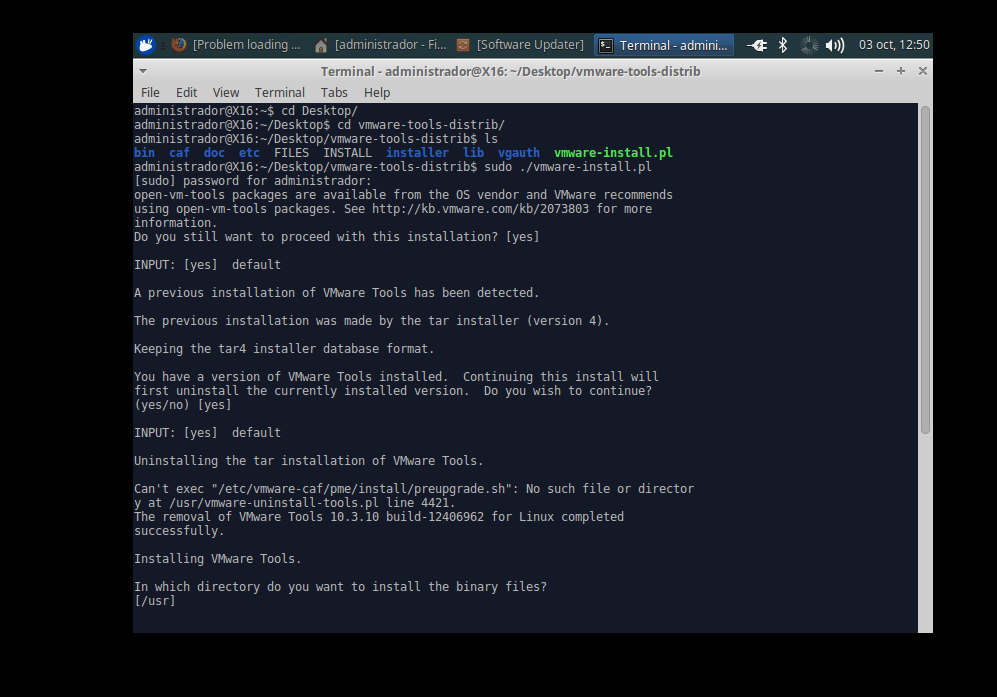 [Problem loading ... [administrador - Fi... [Software Updater] Terminal - admini... 03 oct, 12:50
Terminal - administrador@X16: ~/Desktop/vmware-tools-distrib
File Edit View Terminal Tabs Help
administrador@X16:~$ cd Desktop/
administrador@X16:~/Desktop$ cd vmware-tools-distrib/
administrador@X16:~/Desktop/vmware-tools-distrib$ ls
bin caf doc etc FILES INSTALL installer lib vgauth vmware-install.pl
administrador@X16:~/Desktop/vmware-tools-distrib$ sudo ./vmware-install.pl
[sudo] password for administrador:
open-vm-tools packages are available from the OS vendor and VMware recommends
using open-vm-tools packages. See http://kb.vmware.com/kb/2073803 for more
information.
Do you still want to proceed with this installation? [yes]
INPUT: [yes]  default
A previous installation of VMware Tools has been detected.
The previous installation was made by the tar installer (version 4).
Keeping the tar4 installer database format.
You have a version of VMware Tools installed.  Continuing this install will
first uninstall the currently installed version.  Do you wish to continue?
(yes/no) [yes]
INPUT: [yes]  default
Uninstalling the tar installation of VMware Tools.
Can't exec "/etc/vmware-caf/pme/install/preupgrade.sh": No such file or director
y at /usr/vmware-uninstall-tools.pl line 4421.
The removal of VMware Tools 10.3.10 build-12406962 for Linux completed
successfully.
Installing VMware Tools.
In which directory do you want to install the binary files?
[/usr]